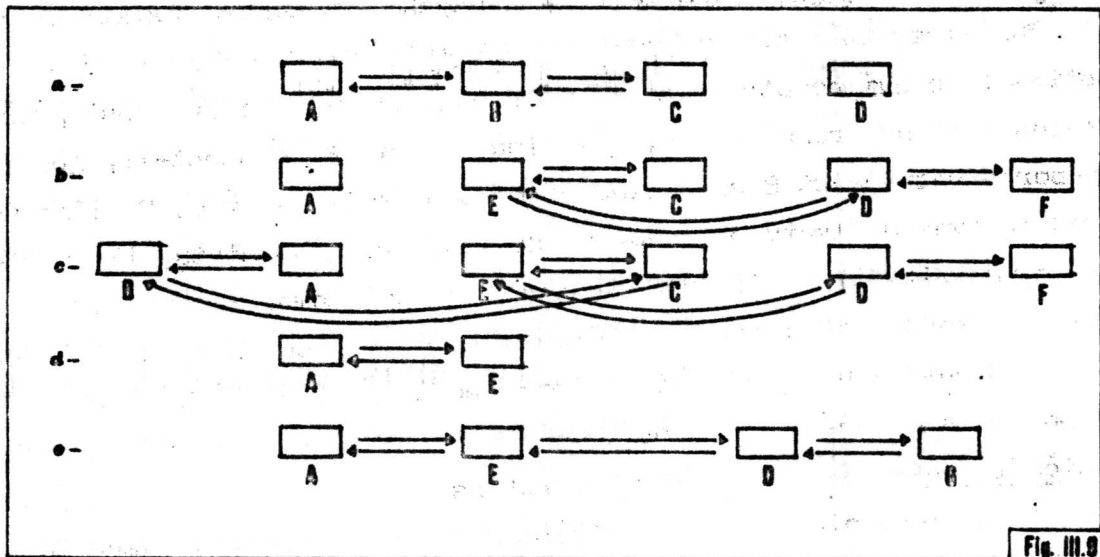 a -
A B C D
b-
A E C D F
c-
A E C D F
d-
A E
e-
A E D B
Fig. III.9